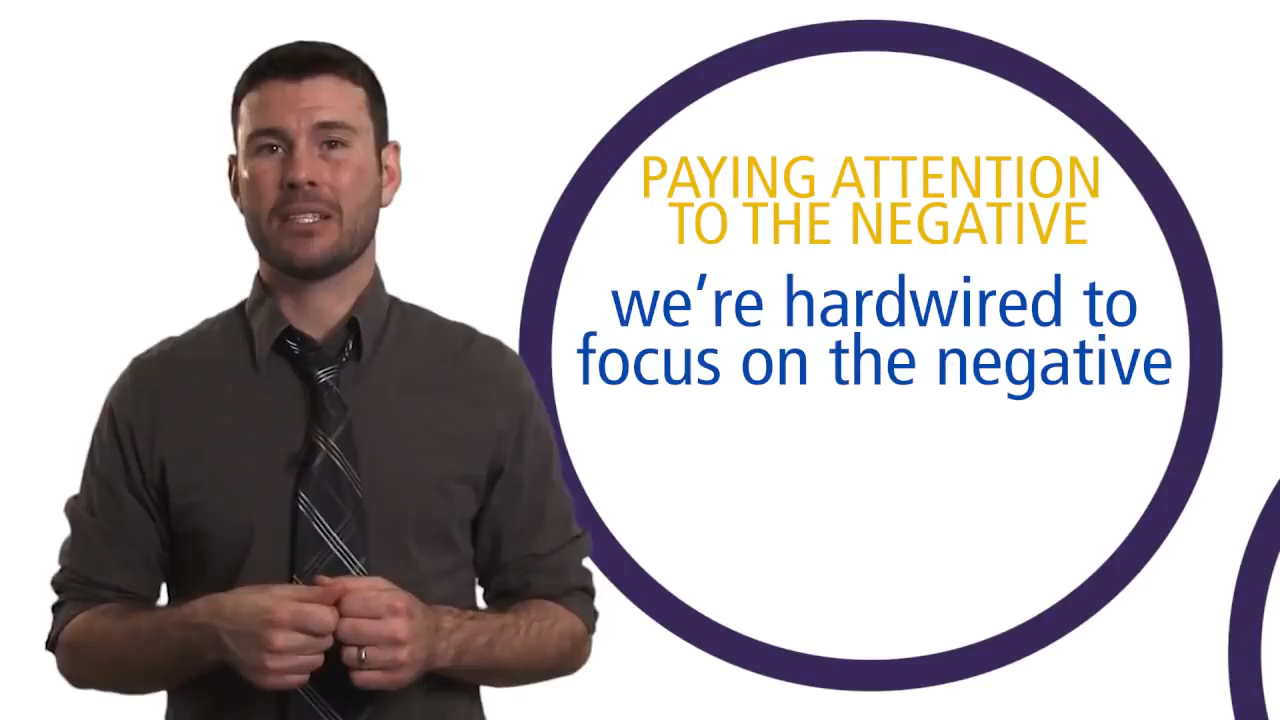 PAYING ATTENTION
TO THE NEGATIVE
we're hardwired to
focus on the negative